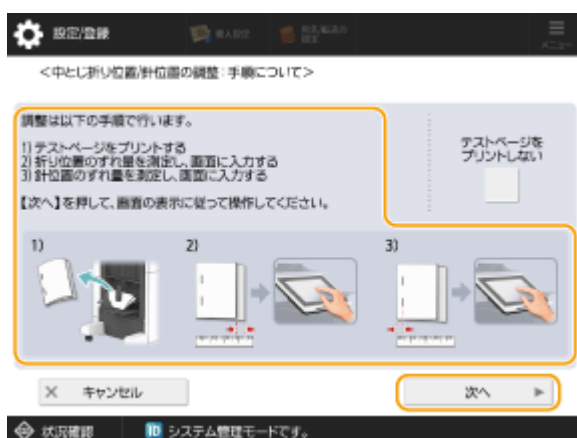 設定/登録
個人設定
宛先/転送の
設定
メニュー
<中とじ折り位置/針位置の調整:手順について>
調整は以下の手順で行います。
1) テストページをプリントする
2) 折り位置のずれ量を測定し、画面に入力する
3) 針位置のずれ量を測定し、画面に入力する
【次へ】を押して、画面の表示に従って操作してください。
テストページを
プリントしない
1)
2)
3)
キャンセル
次へ
状況確認
ID システム管理モードです。